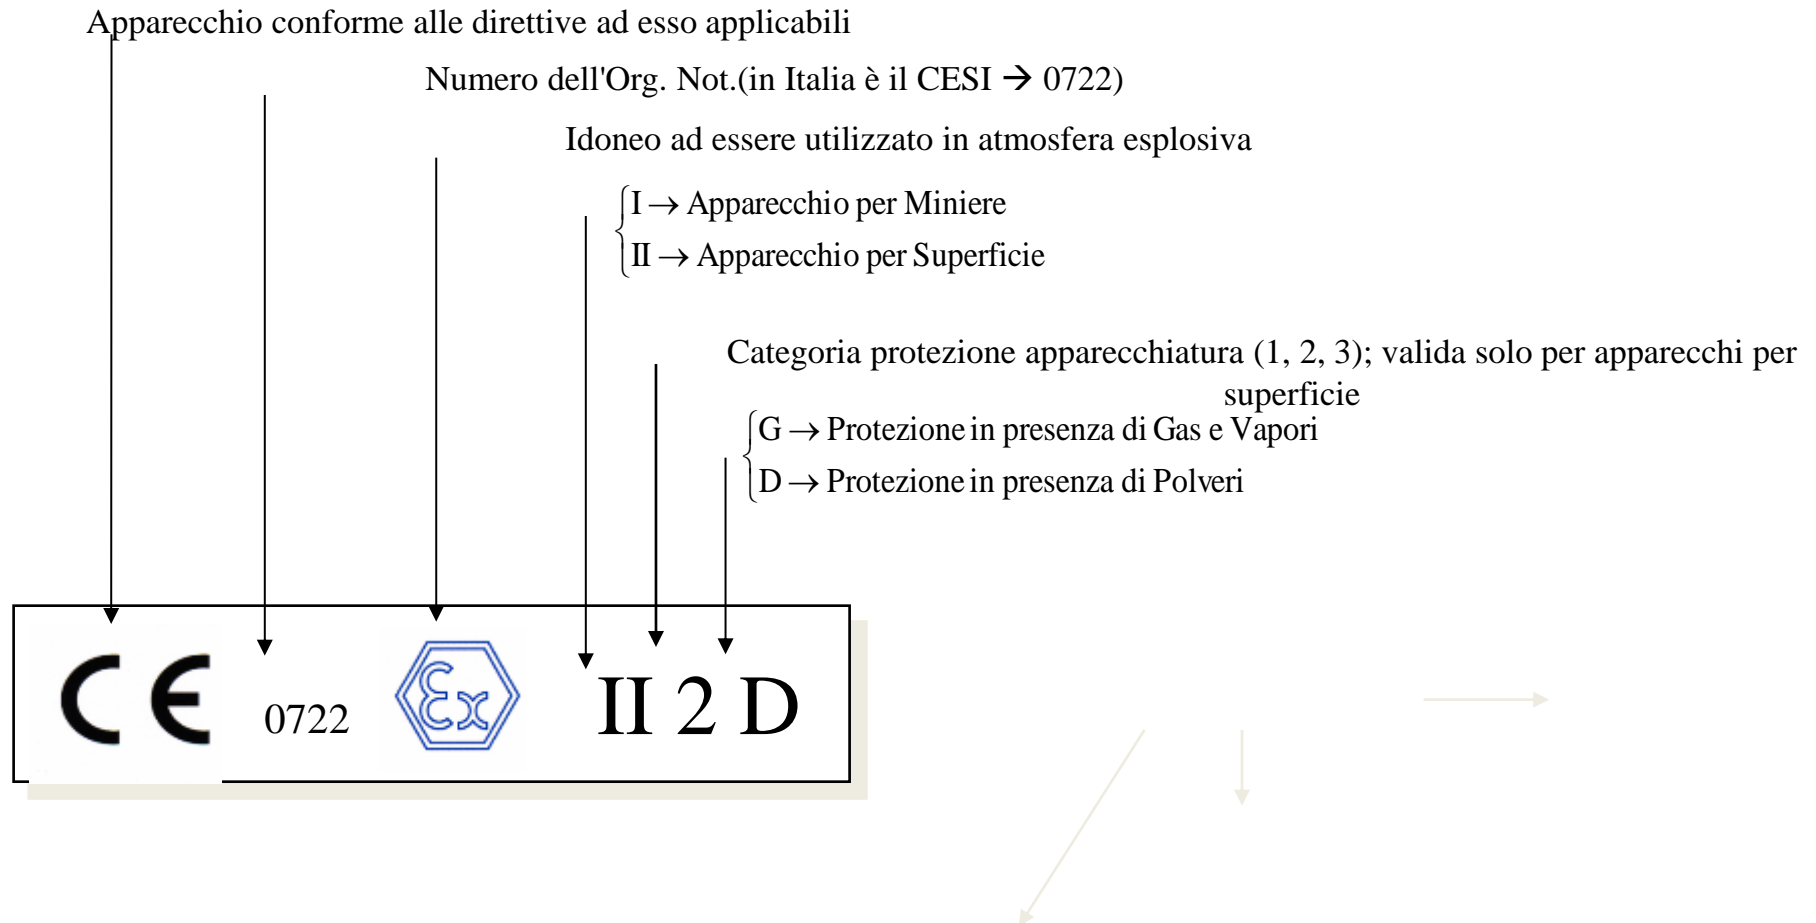 Apparecchio conforme alle direttive ad esso applicabili
Numero dell'Org. Not.(in Italia è il CESI → 0722)
Idoneo ad essere utilizzato in atmosfera esplosiva
I → Apparecchio per Miniere
II → Apparecchio per Superficie
Categoria protezione apparecchiatura (1, 2, 3); valida solo per apparecchi per
superficie
G → Protezione in presenza di Gas e Vapori
D → Protezione in presenza di Polveri
CE 0722 Ex II 2 D